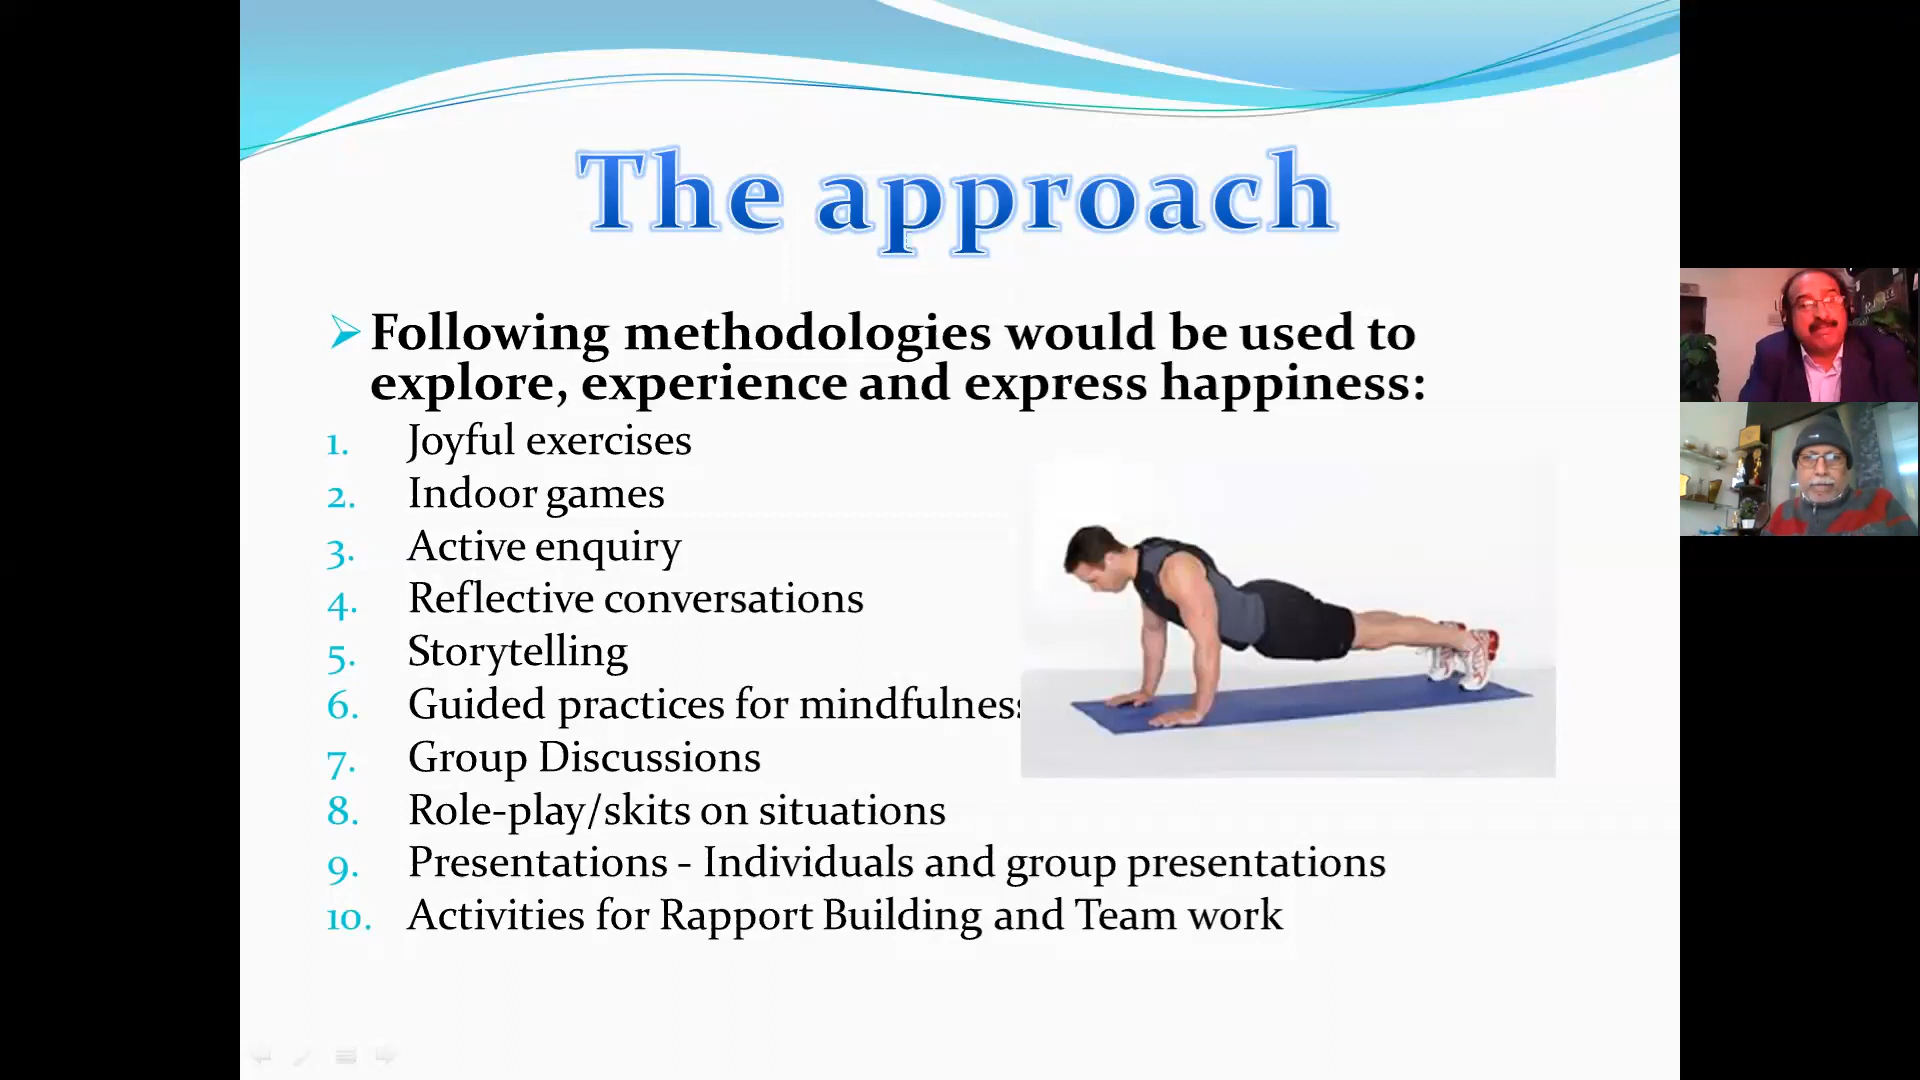 The approach
Following methodologies would be used to
explore, experience and express happiness:
1. Joyful exercises
2. Indoor games
3. Active enquiry
4. Reflective conversations
5. Storytelling
6. Guided practices for mindfulness
7. Group Discussions
8. Role-play/skits on situations
9. Presentations - Individuals and group presentations
10. Activities for Rapport Building and Team work